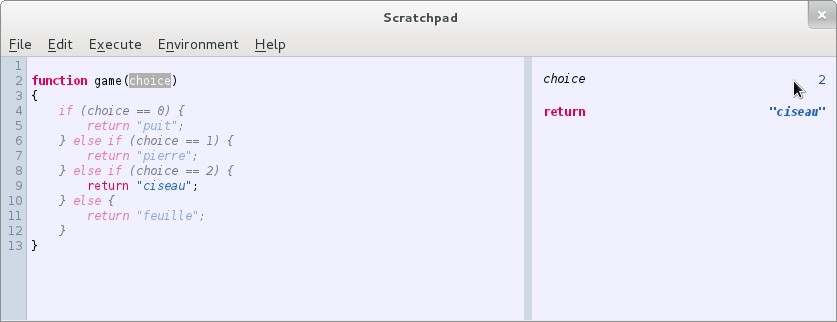 Scratchpad
File Edit Execute Environment Help
1
2 function game(choice)
3 {
4     if (choice == 0) {
5         return "puit";
6     } else if (choice == 1) {
7         return "pierre";
8     } else if (choice == 2) {
9         return "ciseau";
10     } else {
11         return "feuille";
12     }
13 }
choice 2
return "ciseau"